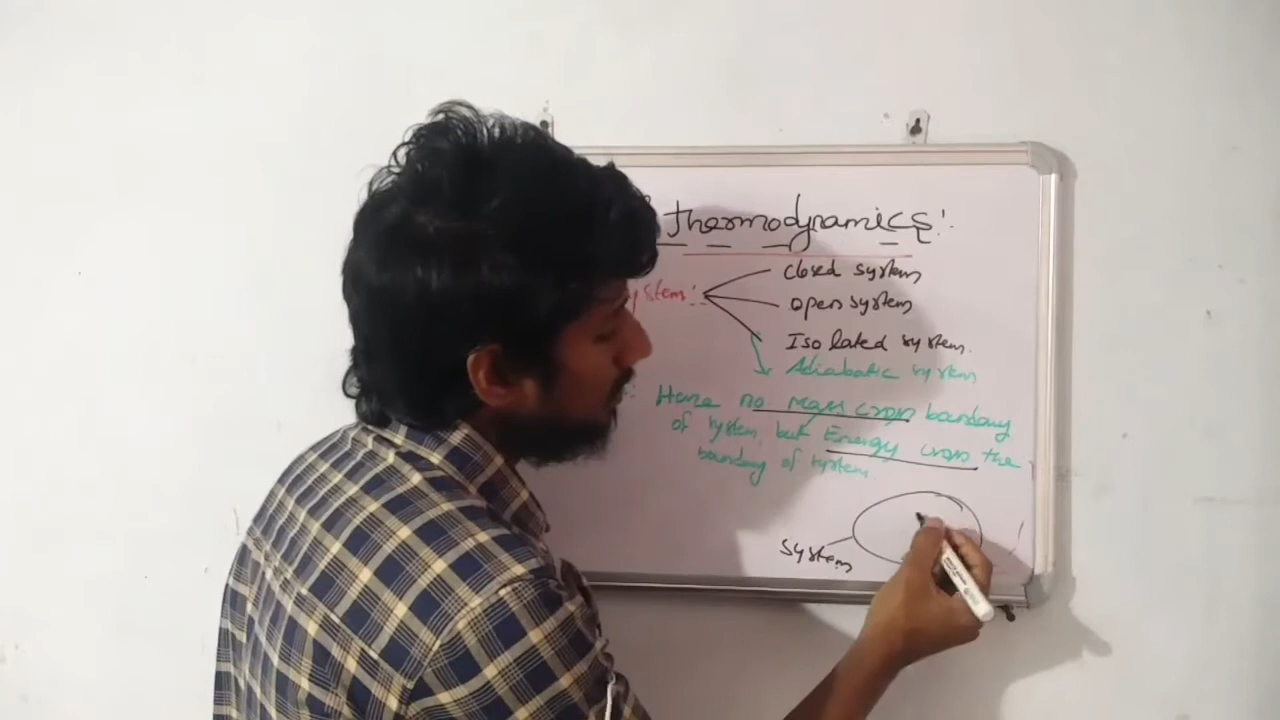 thermodynamics:
ystem:
closed system
open system
Isolated system.
Adiabatic system
Here no mass cross boundary
of system, but Energy cross the
boundary of system.
system